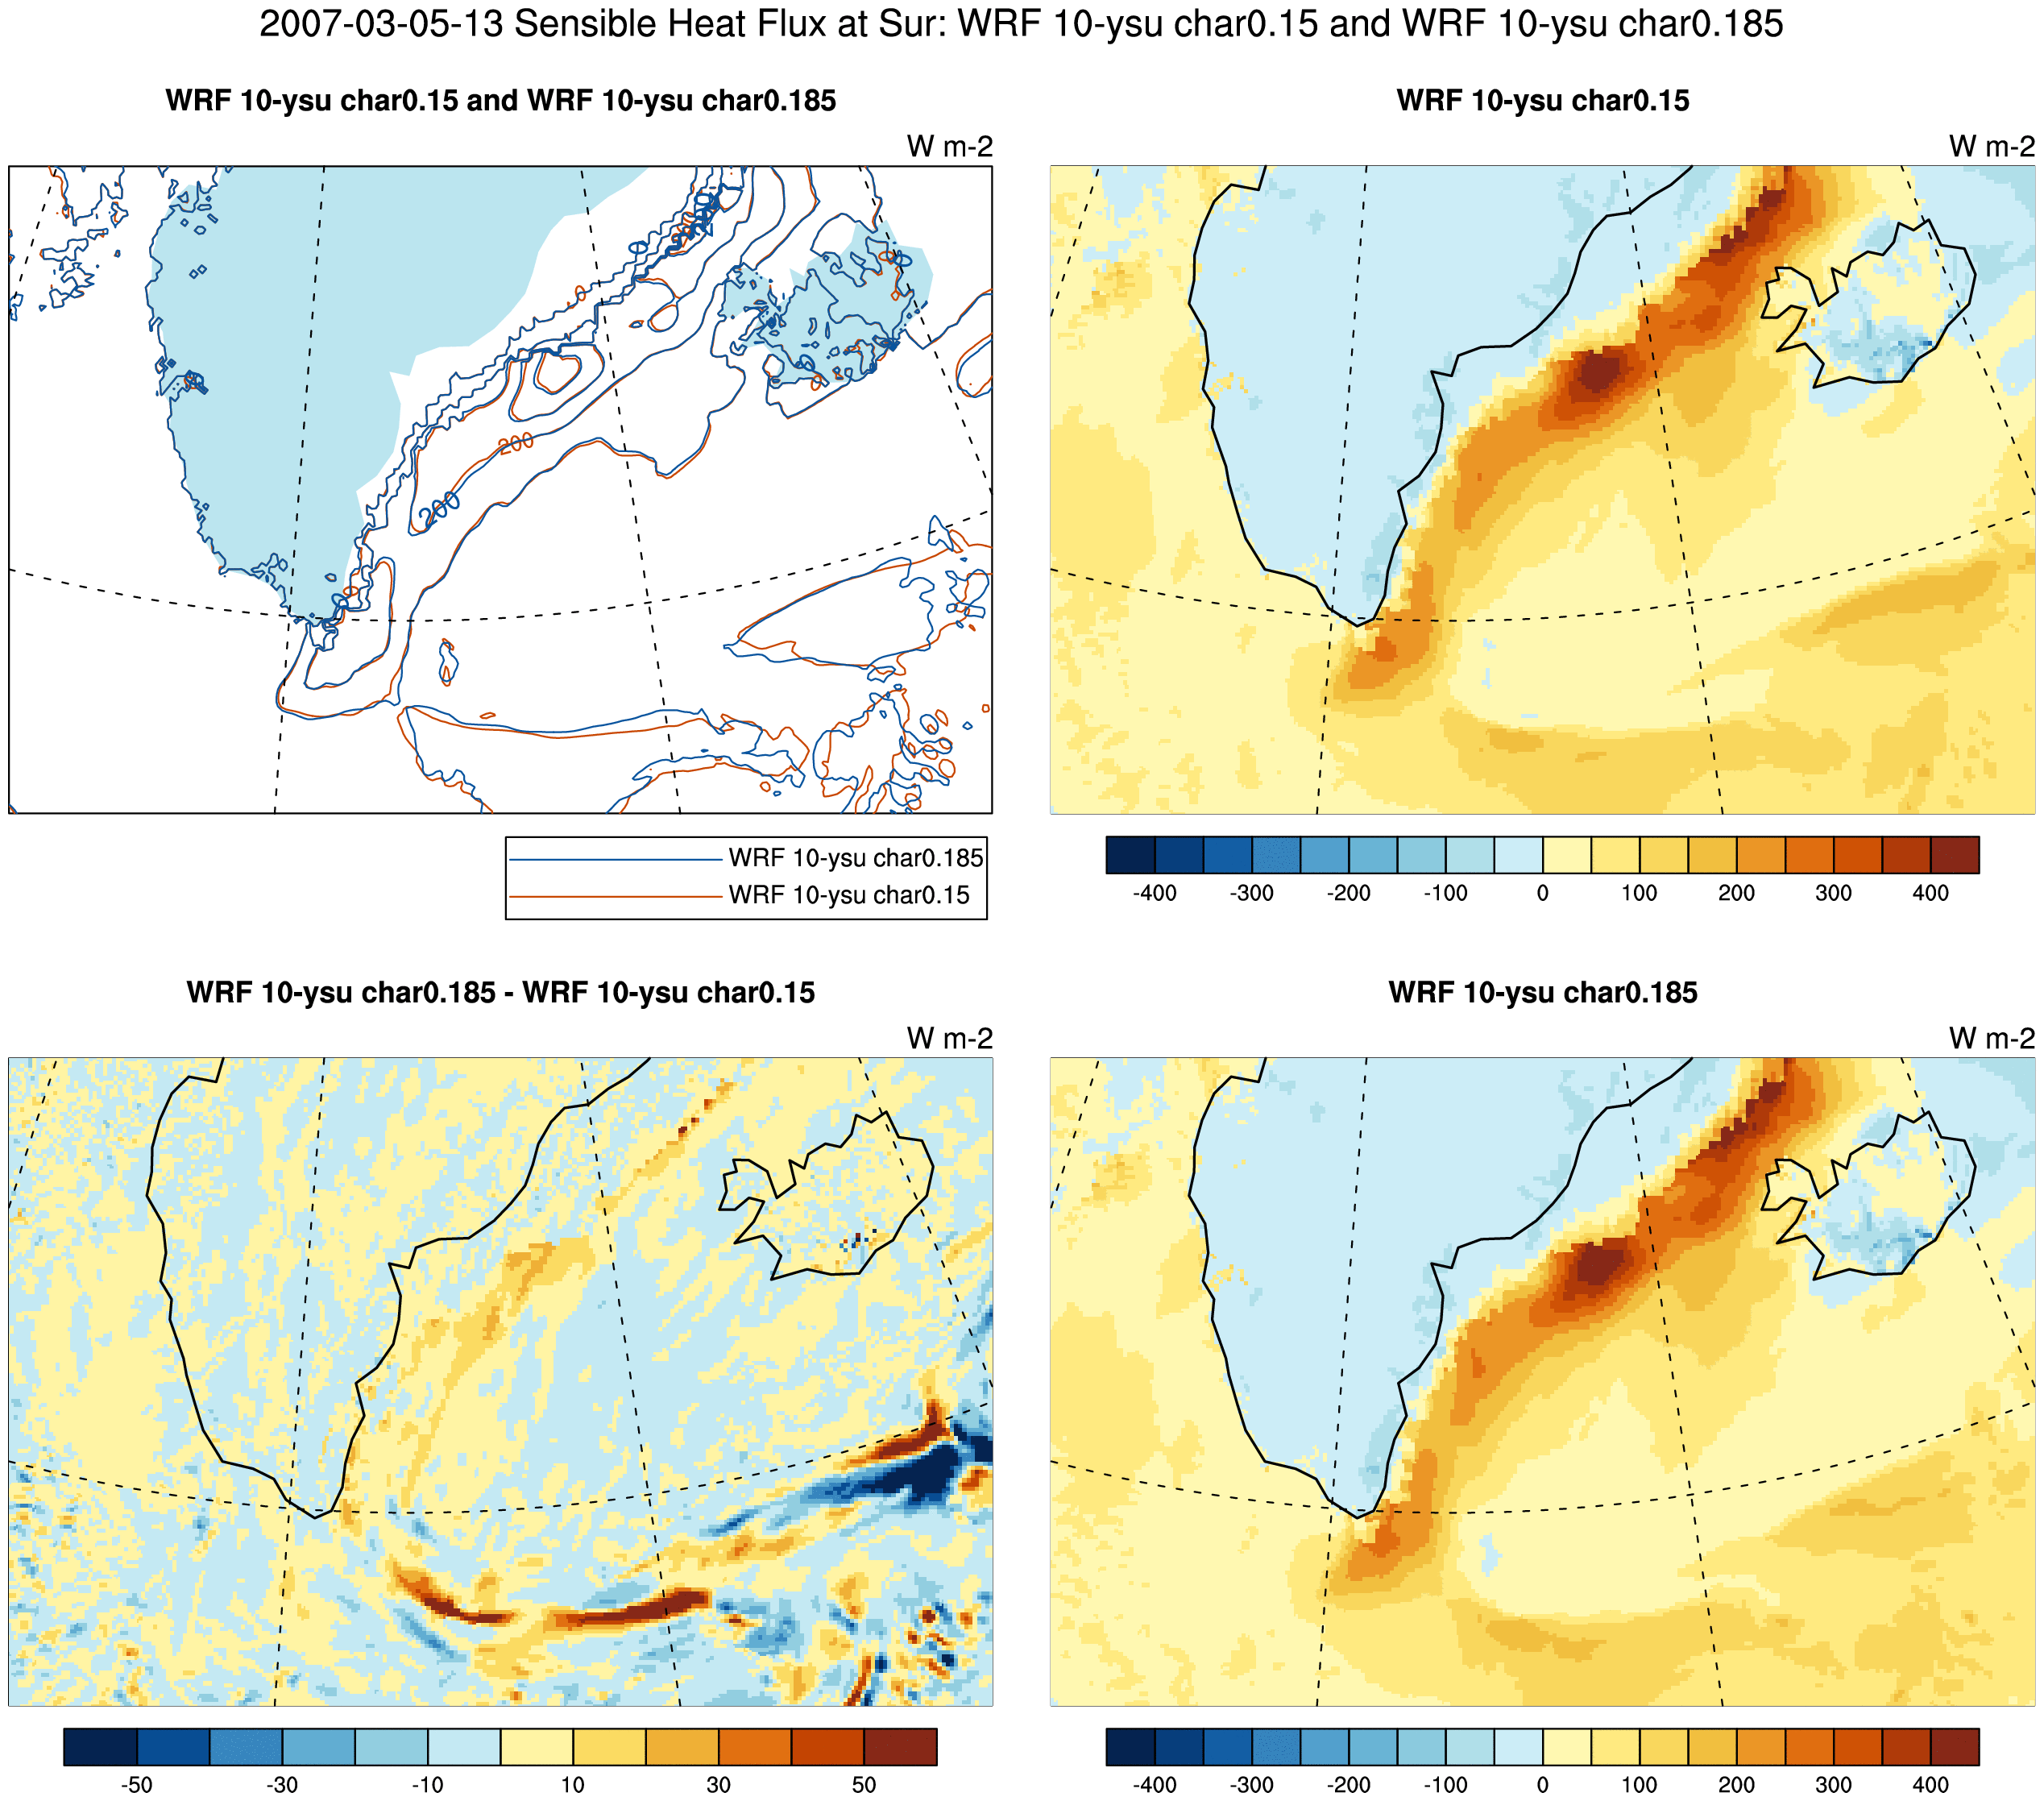 2007-03-05-13 Sensible Heat Flux at Sur: WRF 10-ysu char0.15 and WRF 10-ysu char0.185
WRF 10-ysu char0.15 and WRF 10-ysu char0.185
W m-2
0
0
200
200
0
0
0
WRF 10-ysu char0.185
WRF 10-ysu char0.15
WRF 10-ysu char0.15
W m-2
-400 -300 -200 -100 0 100 200 300 400
WRF 10-ysu char0.185 - WRF 10-ysu char0.15
W m-2
-50 -30 -10 10 30 50
WRF 10-ysu char0.185
W m-2
-400 -300 -200 -100 0 100 200 300 400